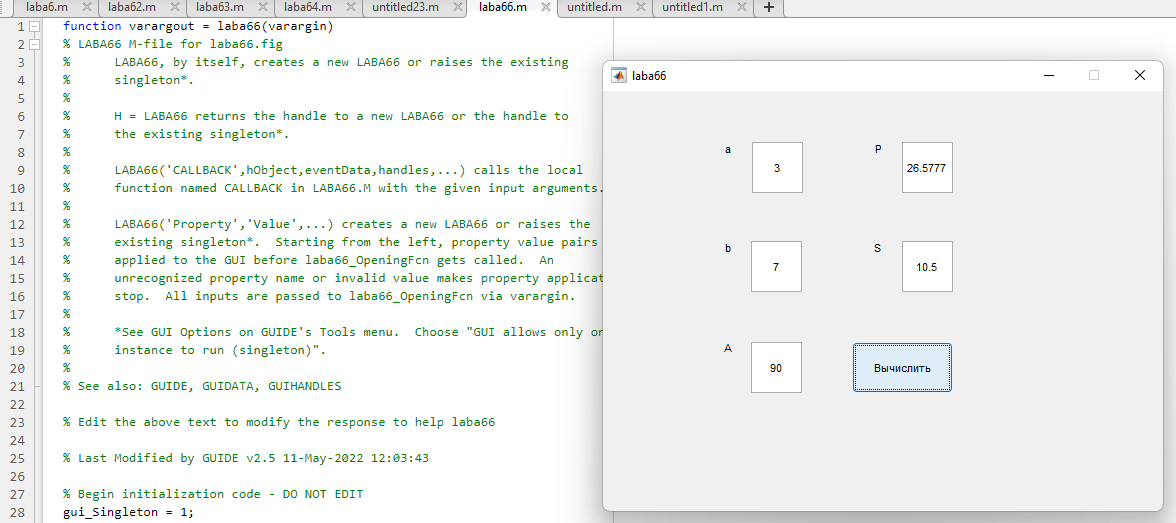 laba6.m laba62.m laba63.m laba64.m untitled23.m laba66.m untitled.m untitled1.m
1 function varargout = laba66(varargin)
2 % LABA66 M-file for laba66.fig
3 % LABA66, by itself, creates a new LABA66 or raises the existing
4 % singleton*.
5 %
6 % H = LABA66 returns the handle to a new LABA66 or the handle to
7 % the existing singleton*.
8 %
9 % LABA66('CALLBACK',hObject,eventData,handles,...) calls the local
10 % function named CALLBACK in LABA66.M with the given input arguments.
11 %
12 % LABA66('Property','Value',...) creates a new LABA66 or raises the
13 % existing singleton*. Starting from the left, property value pairs
14 % applied to the GUI before laba66_OpeningFcn gets called. An
15 % unrecognized property name or invalid value makes property applicat
16 % stop. All inputs are passed to laba66_OpeningFcn via varargin.
17 %
18 % *See GUI Options on GUIDE's Tools menu. Choose "GUI allows only on
19 % instance to run (singleton)".
20 %
21 % See also: GUIDE, GUIDATA, GUIHANDLES
22
23 % Edit the above text to modify the response to help laba66
24
25 % Last Modified by GUIDE v2.5 11-May-2022 12:03:43
26
27 % Begin initialization code - DO NOT EDIT
28 gui_Singleton = 1;
laba66
a 3 P 26.5777
b 7 S 10.5
A 90 Вычислить